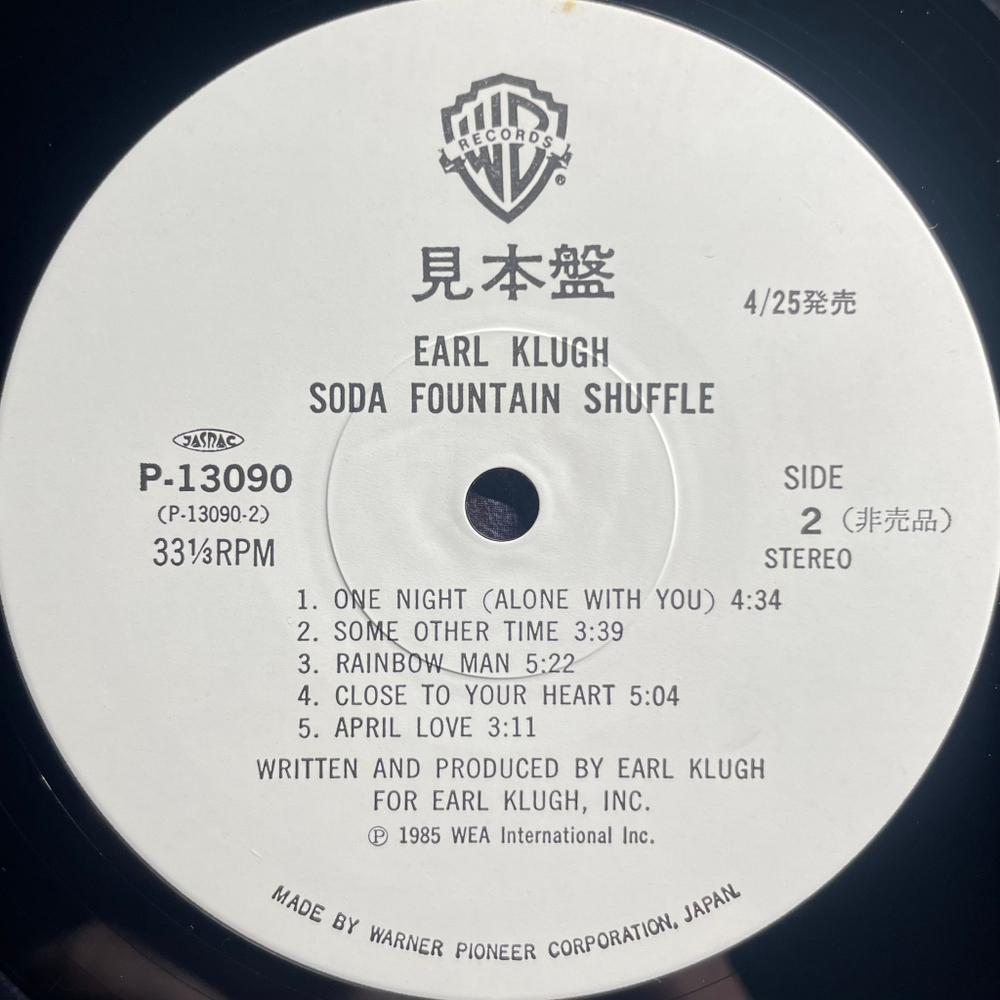 WB
RECORDS
®
見本盤
4/25発売
EARL KLUGH
SODA FOUNTAIN SHUFFLE
JASRAC
P-13090
(P-13090-2)
33⅓RPM
SIDE
2 (非売品)
STEREO
1. ONE NIGHT (ALONE WITH YOU) 4:34
2. SOME OTHER TIME 3:39
3. RAINBOW MAN 5:22
4. CLOSE TO YOUR HEART 5:04
5. APRIL LOVE 3:11
WRITTEN AND PRODUCED BY EARL KLUGH
FOR EARL KLUGH, INC.
℗ 1985 WEA International Inc.
MADE BY WARNER PIONEER CORPORATION, JAPAN.